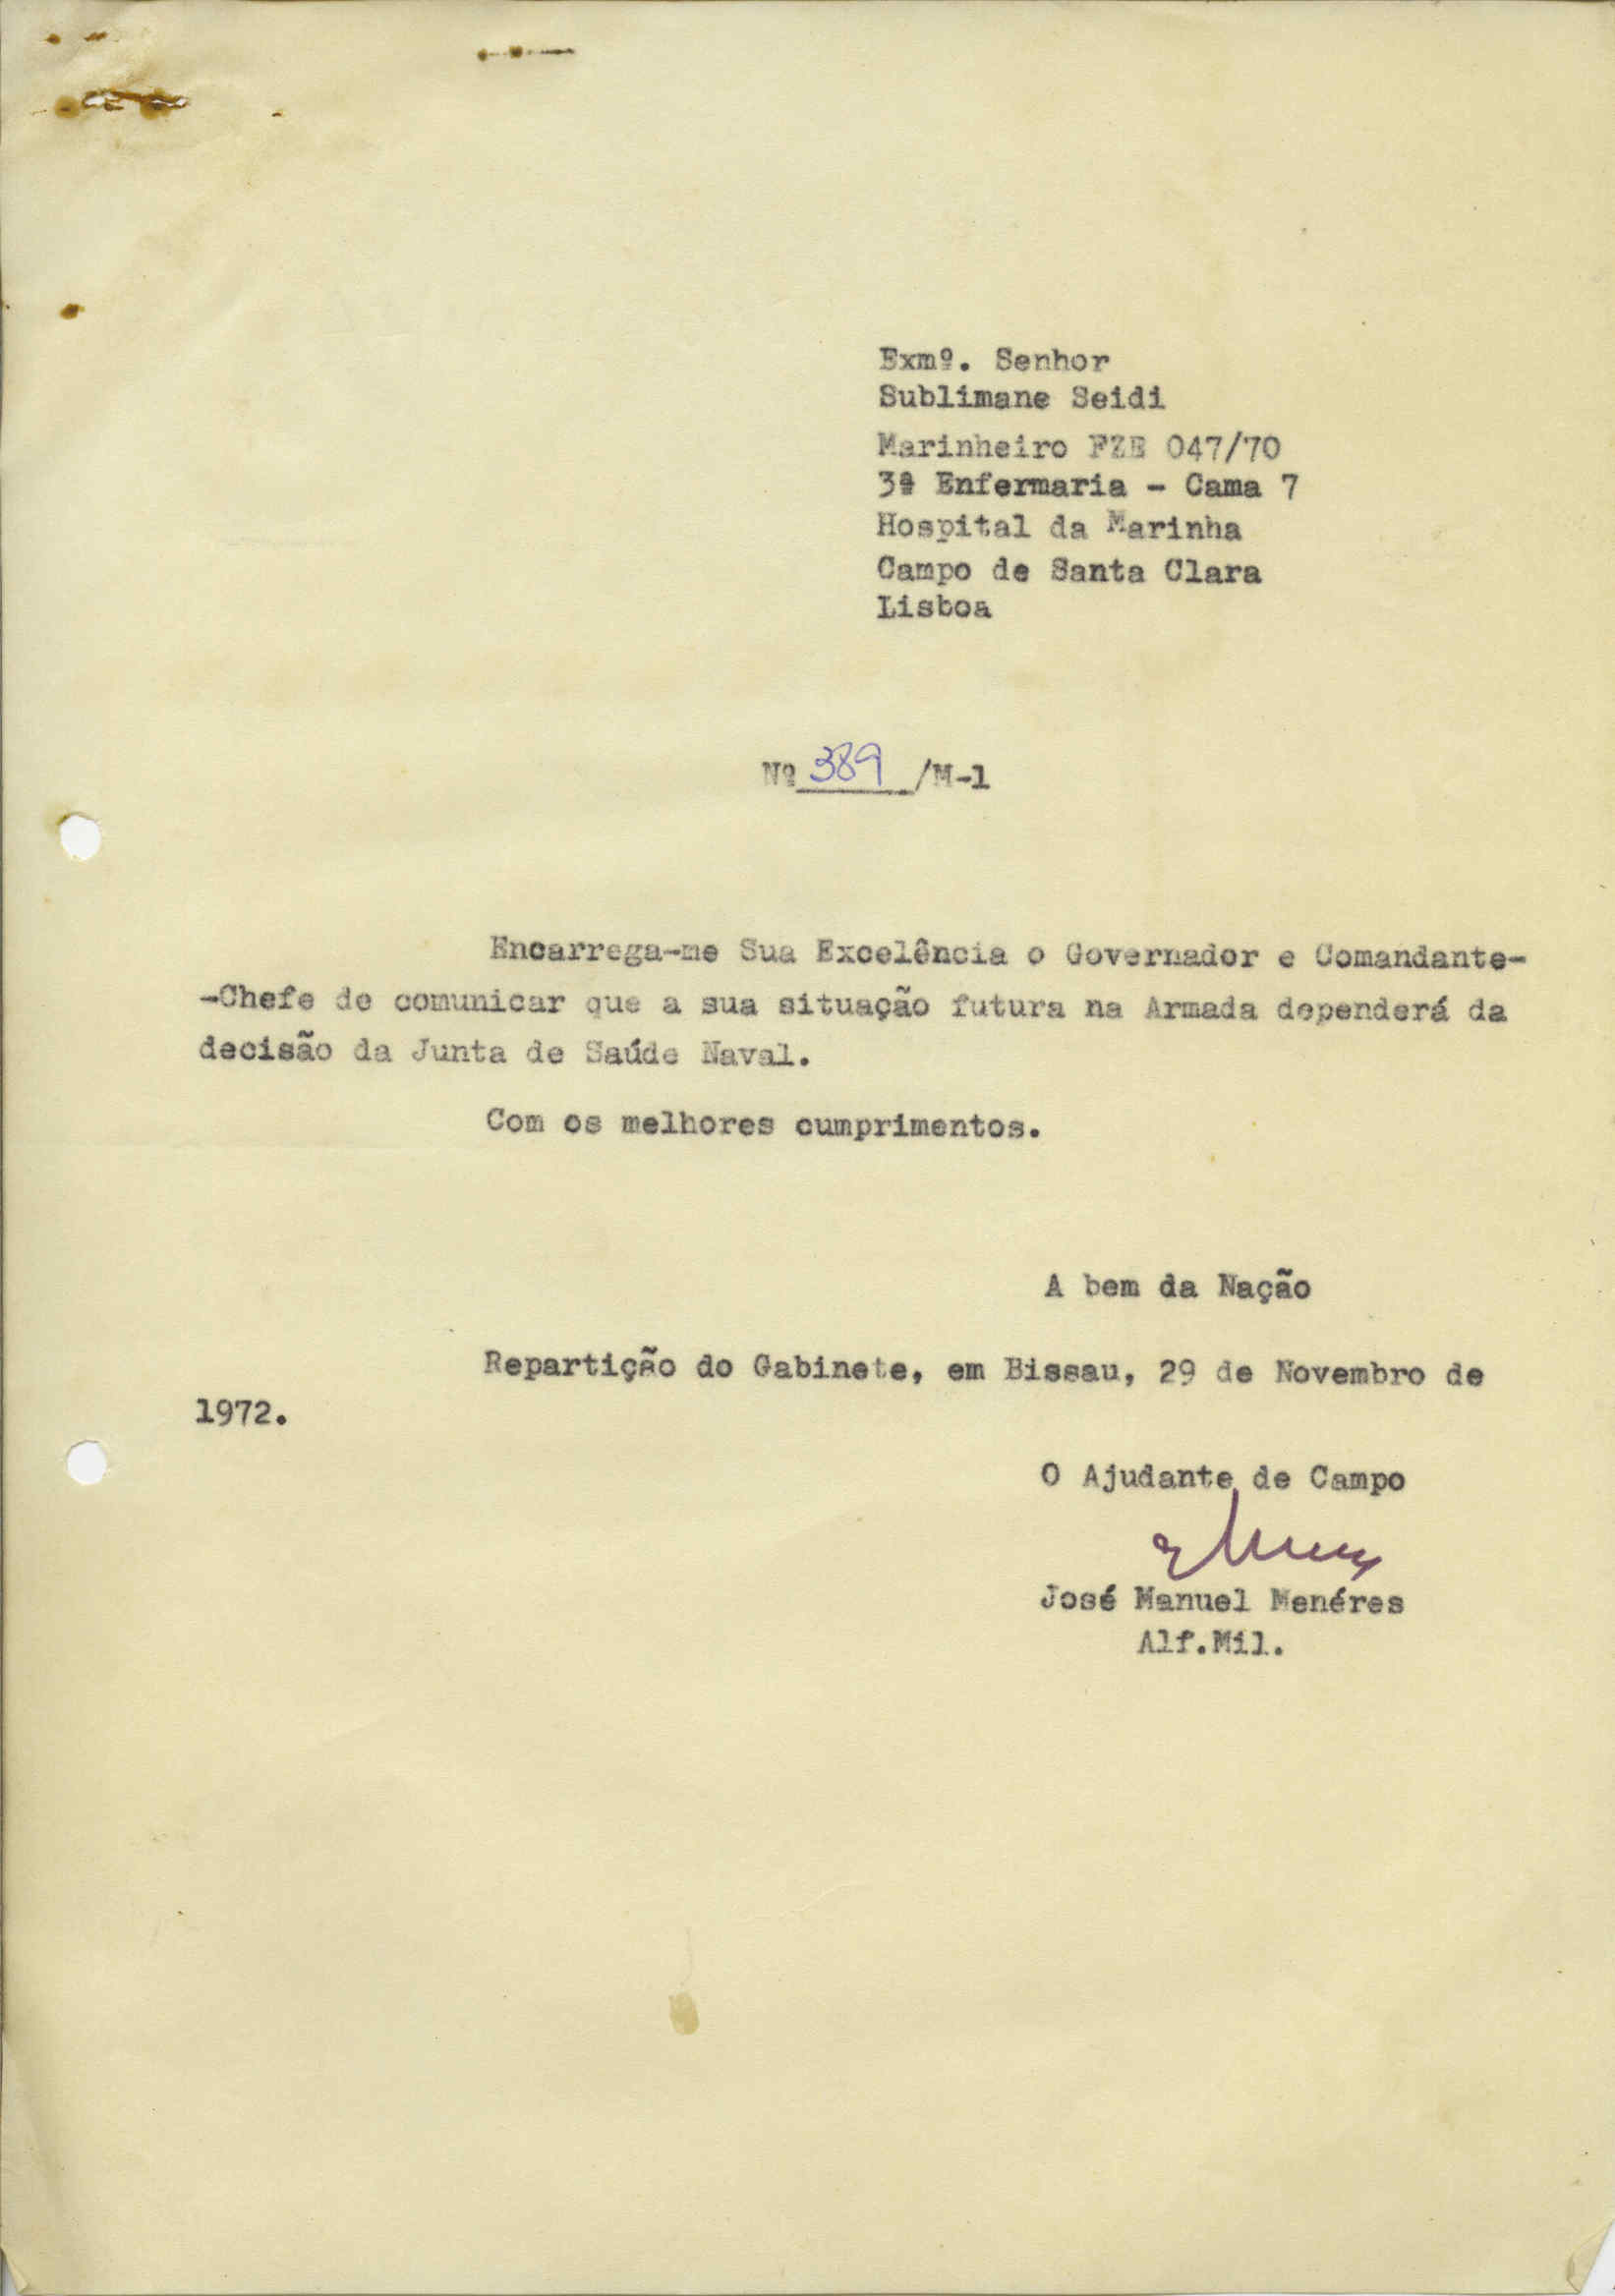 Exmº. Senhor
Sublimane Seidi
Marinheiro FZE 047/70
3ª Enfermaria - Cama 7
Hospital da Marinha
Campo de Santa Clara
Lisboa
Nº 389 /M-1
Encarrega-me Sua Excelência o Governador e Comandante-
-Chefe de comunicar que a sua situação futura na Armada dependerá da
decisão da Junta de Saúde Naval.
Com os melhores cumprimentos.
A bem da Nação
Repartição do Gabinete, em Bissau, 29 de Novembro de
1972.
O Ajudante de Campo
José Manuel Menéres
Alf.Mil.